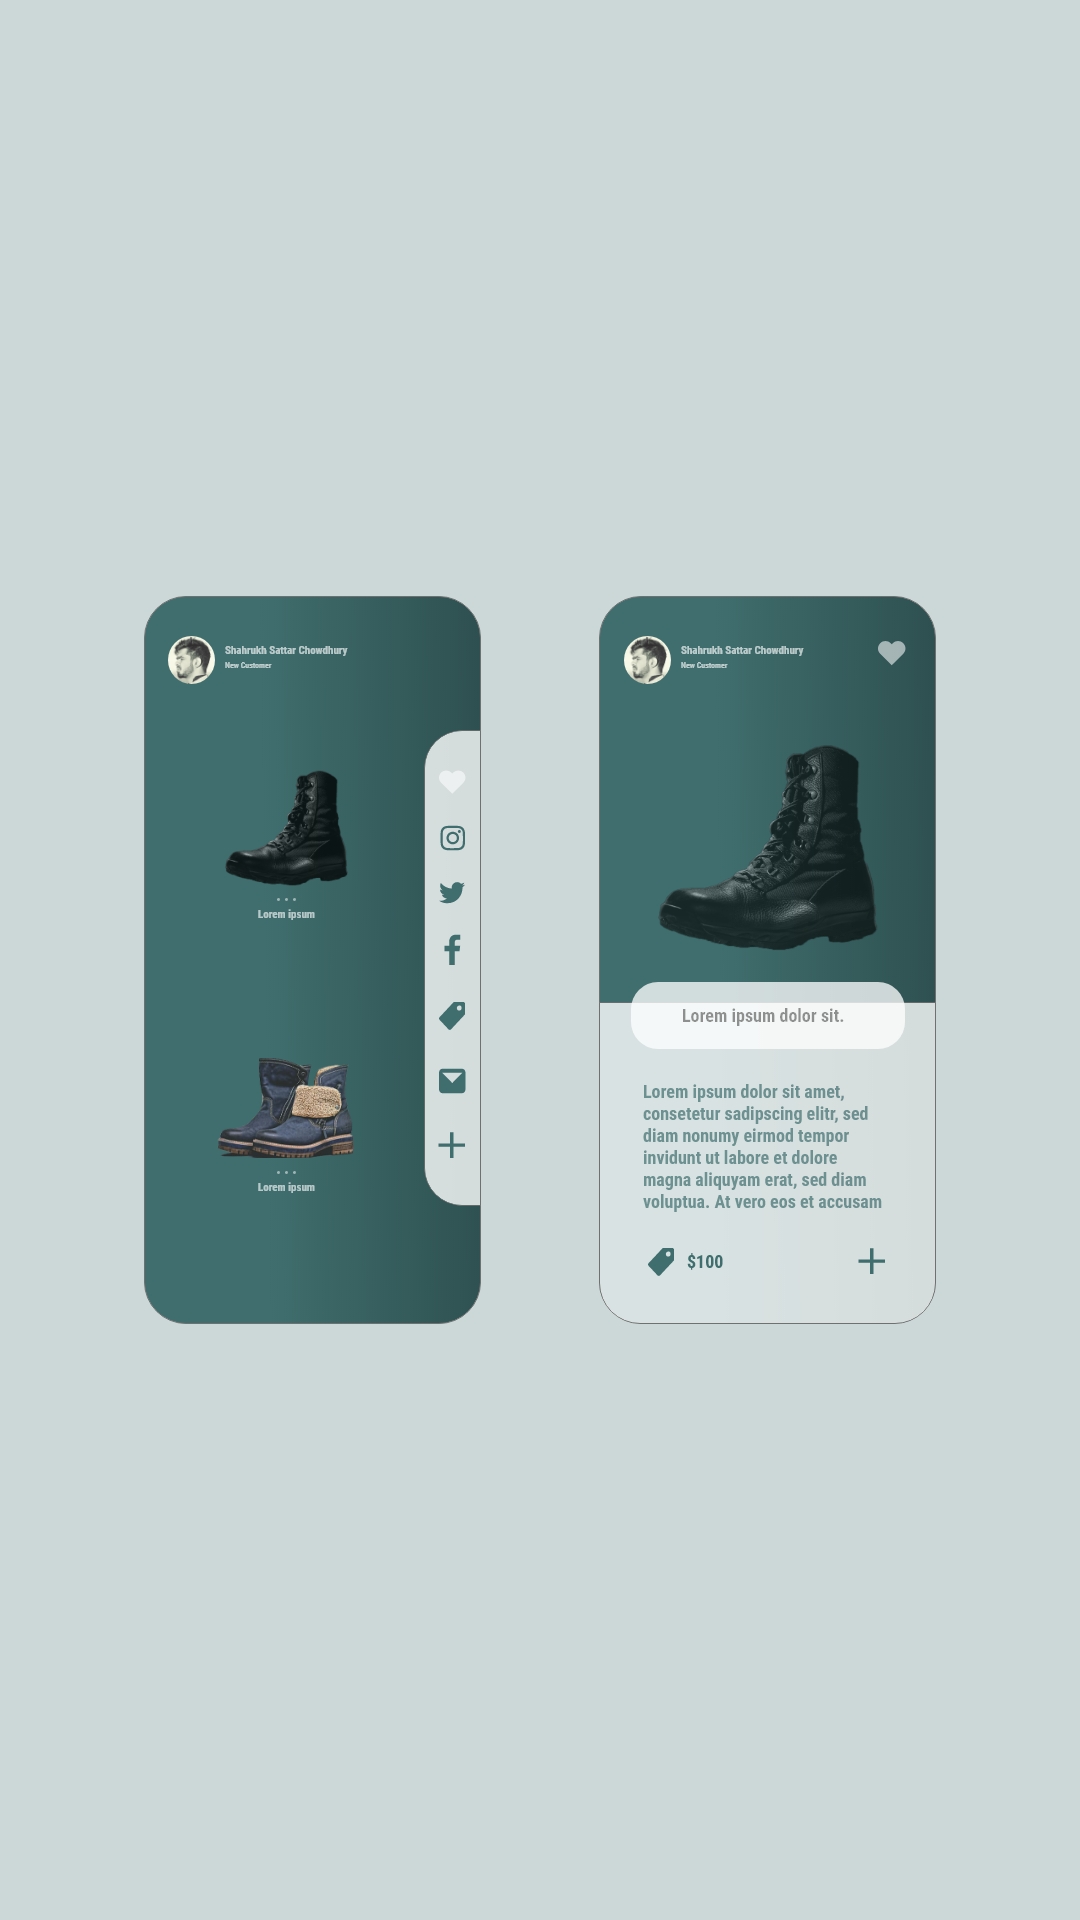 Shahrukh Sattar Chowdhury
New Customer
Lorem ipsum
Lorem ipsum
Shahrukh Sattar Chowdhury
New Customer
Lorem ipsum dolor sit.
Lorem ipsum dolor sit amet,
consetetur sadipscing elitr, sed
diam nonumy eirmod tempor
invidunt ut labore et dolore
magna aliquyam erat, sed diam
voluptua. At vero eos et accusam
$100